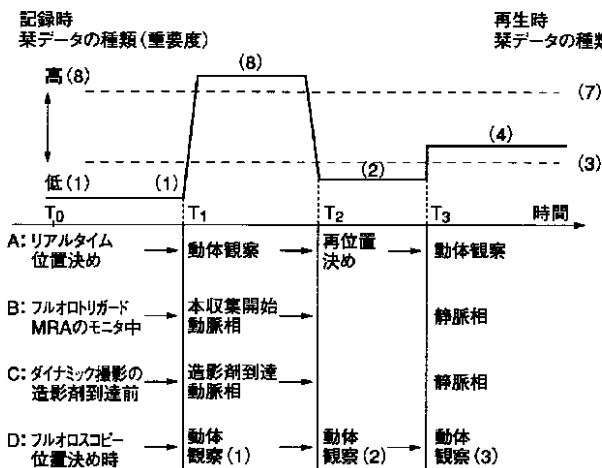 記録時
栞データの種類(重要度)
再生時
栞データの種類
高(8)
(8)
(7)
(4)
(3)
(2)
低(1)
(1)
T0
T1
T2
T3
時間
A:リアルタイム
位置決め
動体観察
再位置
決め
動体観察
B:フルオロトリガード
MRAのモニタ中
本収集開始
動脈相
静脈相
C:ダイナミック撮影の
造影剤到達前
造影剤到達
動脈相
静脈相
D:フルオロスコピー
位置決め時
動体
観察(1)
動体
観察(2)
動体
観察(3)